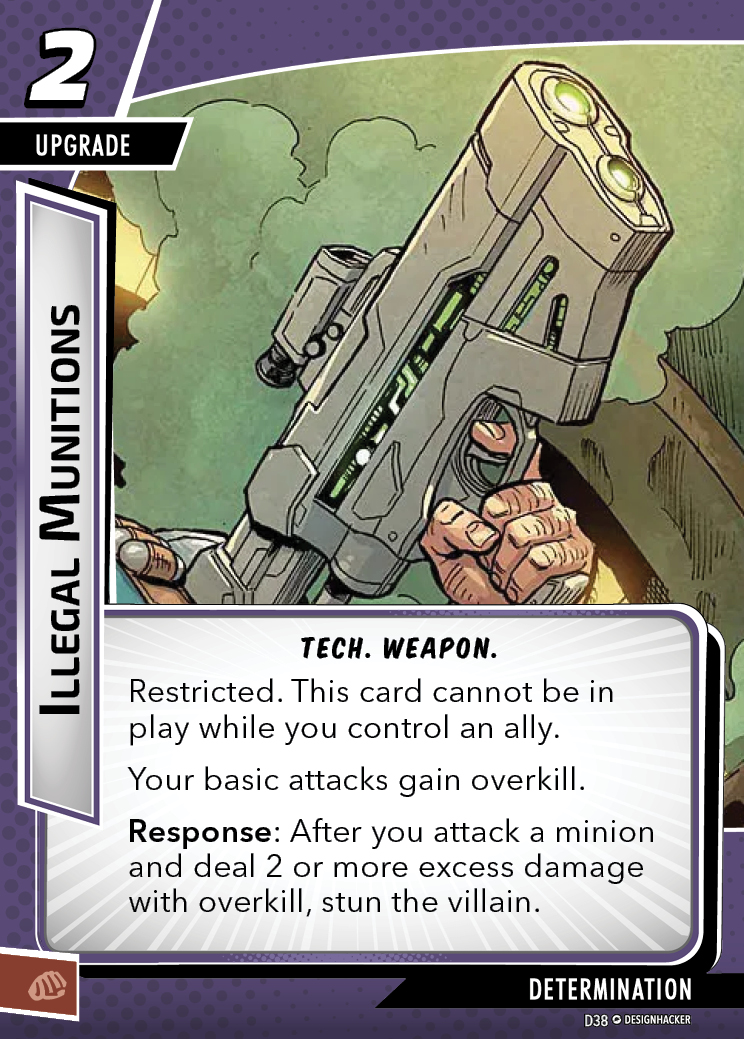 2
UPGRADE
ILLEGAL MUNITIONS
TECH. WEAPON.
Restricted. This card cannot be in
play while you control an ally.
Your basic attacks gain overkill.
Response: After you attack a minion
and deal 2 or more excess damage
with overkill, stun the villain.
DETERMINATION
D38 DESIGNHACKER